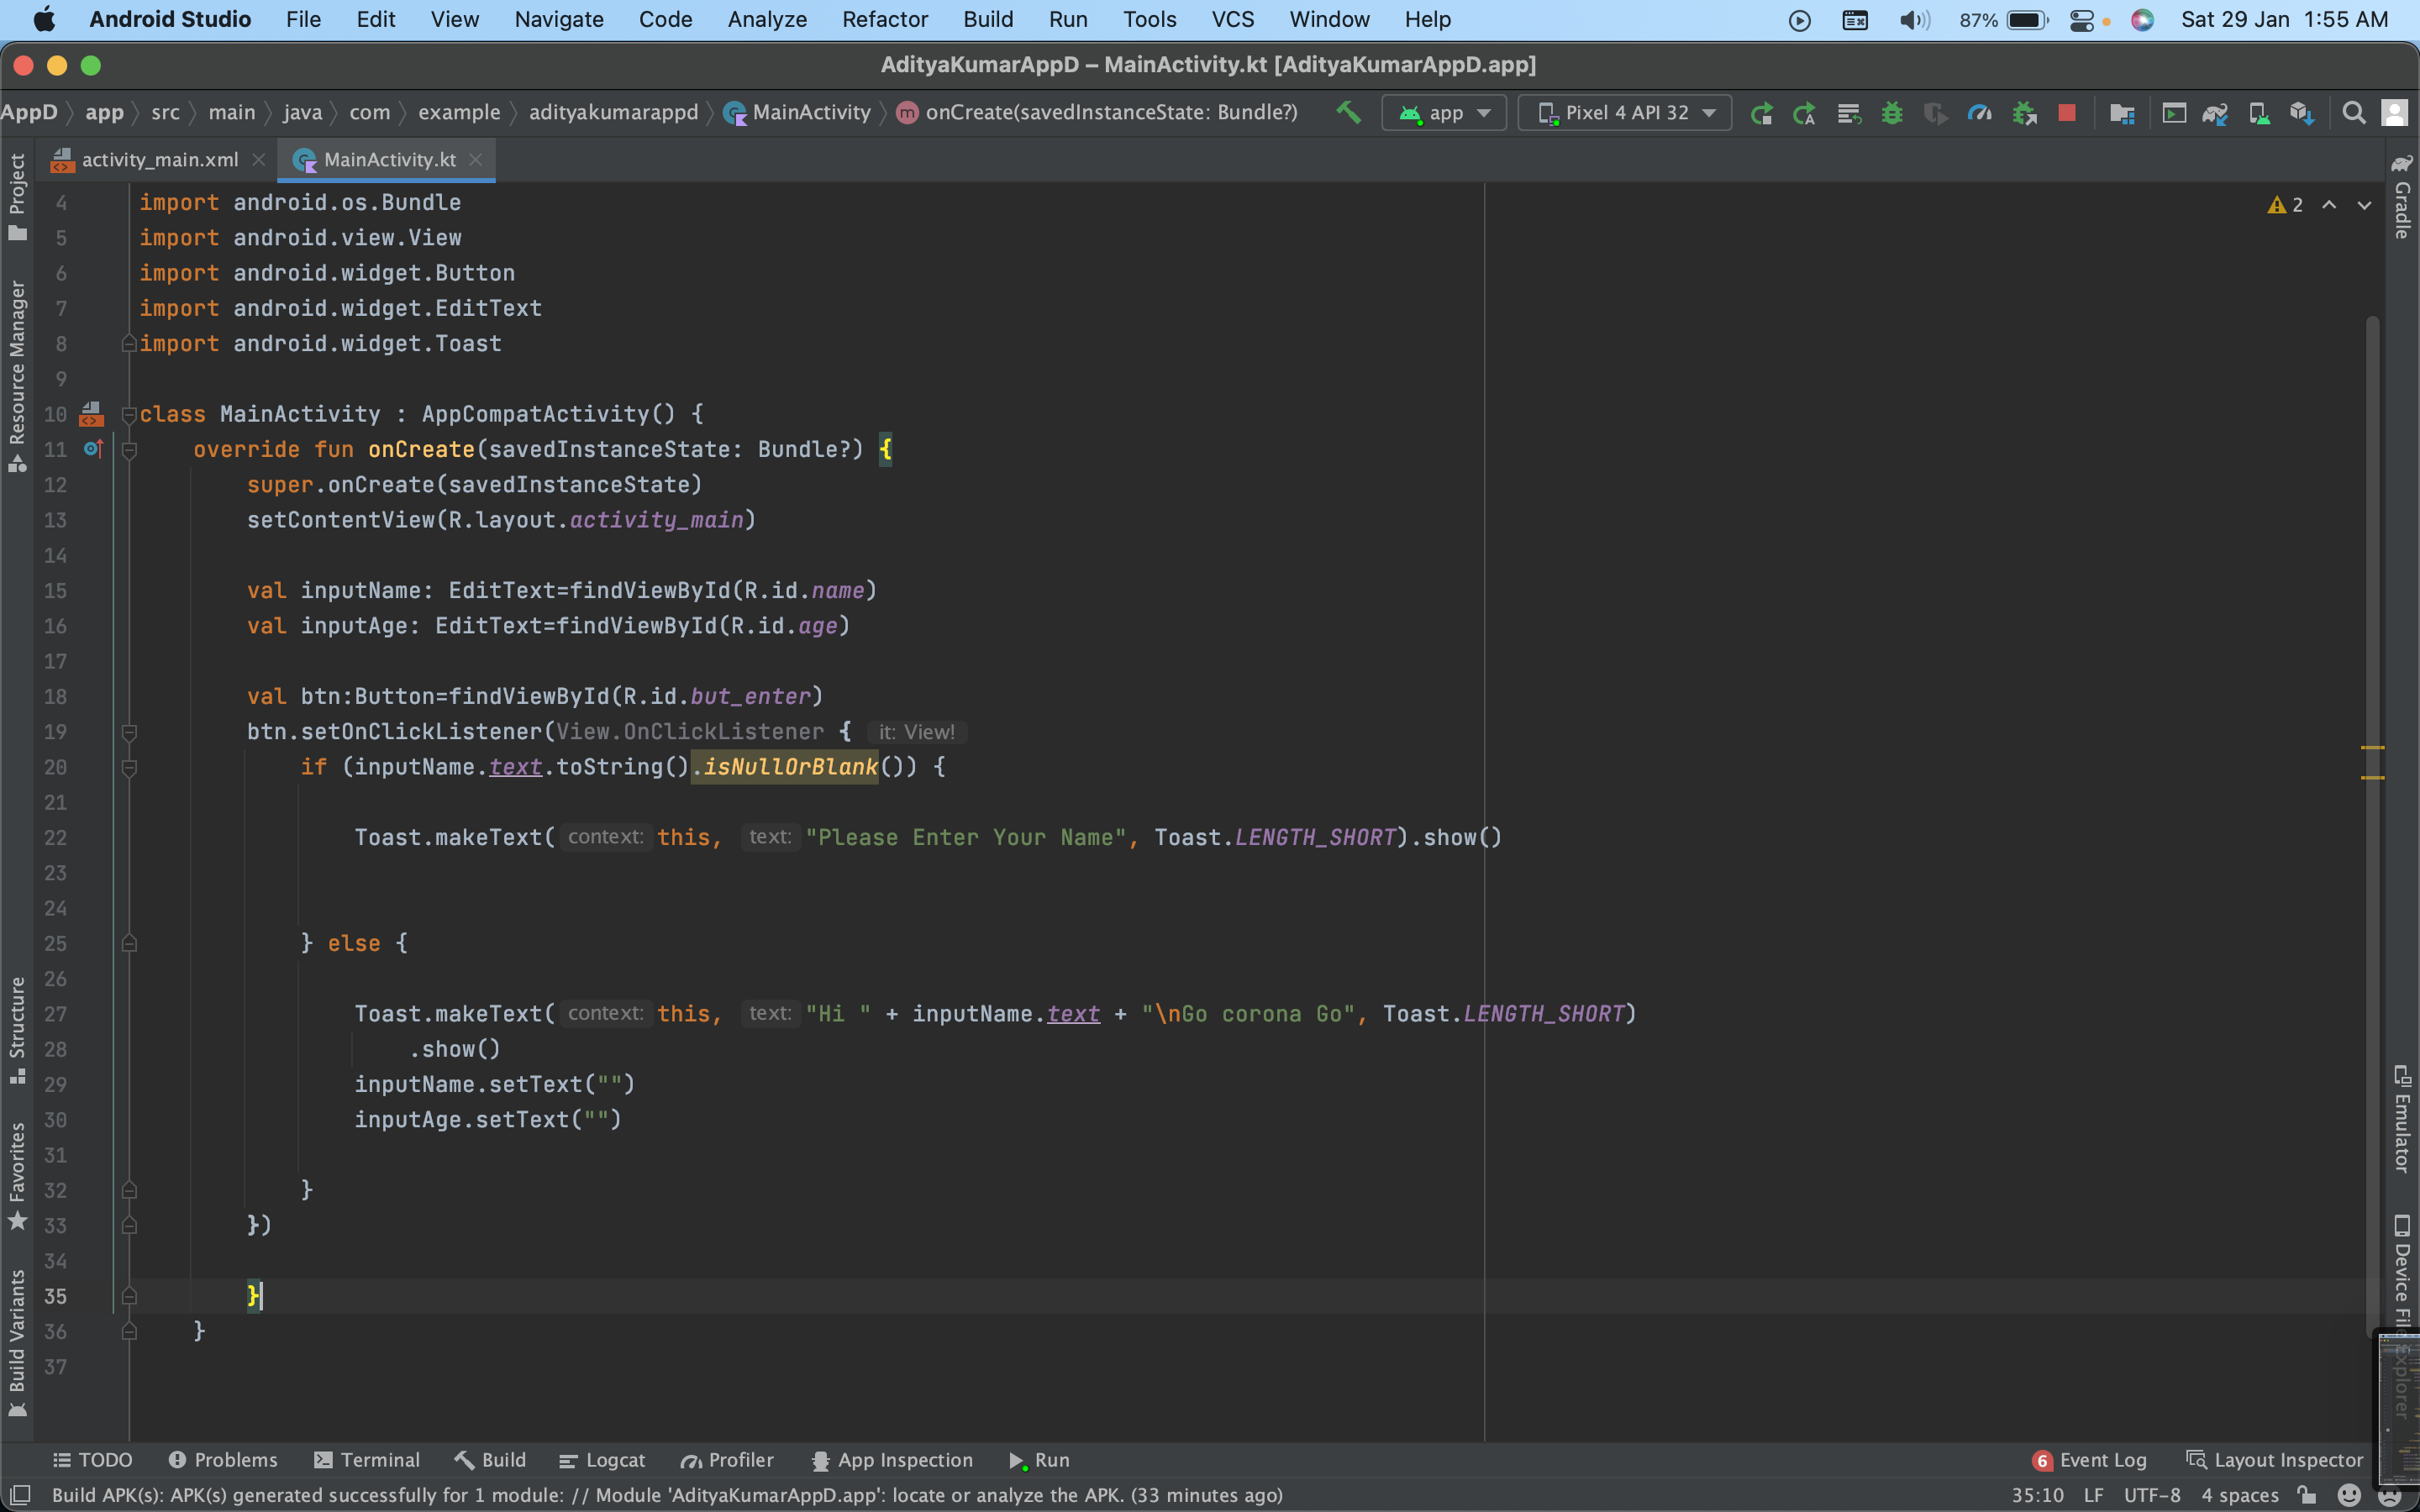 Android Studio File Edit View Navigate Code Analyze Refactor Build Run Tools VCS Window Help 87% Sat 29 Jan 1:55 AM
AdityaKumarAppD – MainActivity.kt [AdityaKumarAppD.app]
AppD app src main java com example adityakumarappd MainActivity m onCreate(savedInstanceState: Bundle?) app Pixel 4 API 32
activity_main.xml MainActivity.kt
Project
Resource Manager
Structure
Favorites
Build Variants
4 import android.os.Bundle
5 import android.view.View
6 import android.widget.Button
7 import android.widget.EditText
8 import android.widget.Toast
9
10 class MainActivity : AppCompatActivity() {
11 override fun onCreate(savedInstanceState: Bundle?) {
12 super.onCreate(savedInstanceState)
13 setContentView(R.layout.activity_main)
14
15 val inputName: EditText=findViewById(R.id.name)
16 val inputAge: EditText=findViewById(R.id.age)
17
18 val btn:Button=findViewById(R.id.but_enter)
19 btn.setOnClickListener(View.OnClickListener { it: View!
20 if (inputName.text.toString().isNullOrBlank()) {
21
22 Toast.makeText( context: this, text: "Please Enter Your Name", Toast.LENGTH_SHORT).show()
23
24
25 } else {
26
27 Toast.makeText( context: this, text: "Hi " + inputName.text + "\nGo corona Go", Toast.LENGTH_SHORT)
28 .show()
29 inputName.setText("")
30 inputAge.setText("")
31
32 }
33 })
34
35 }
36 }
37
2
Gradle
Emulator
Device File Explorer
TODO Problems Terminal Build Logcat Profiler App Inspection Run 6 Event Log Layout Inspector
Build APK(s): APK(s) generated successfully for 1 module: // Module 'AdityaKumarAppD.app': locate or analyze the APK. (33 minutes ago) 35:10 LF UTF-8 4 spaces